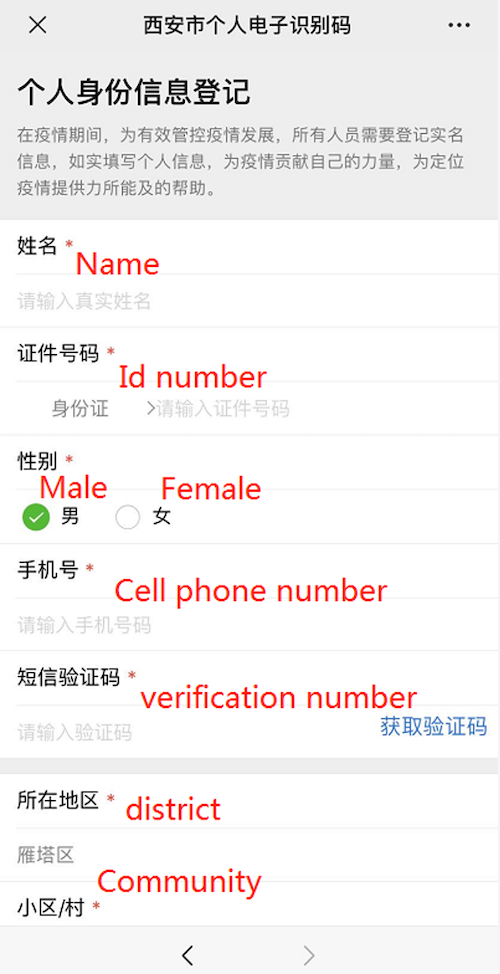 西安市个人电子识别码
个人身份信息登记
在疫情期间，为有效管控疫情发展，所有人员需要登记实名
信息，如实填写个人信息，为疫情贡献自己的力量，为定位
疫情提供力所能及的帮助。
姓名 *
Name
请输入真实姓名
证件号码 *
Id number
身份证 >请输入证件号码
性别 *
Male Female
男 女
手机号 *
Cell phone number
请输入手机号码
短信验证码 *
verification number
请输入验证码 获取验证码
所在地区 * district
雁塔区
Community
小区/村 *